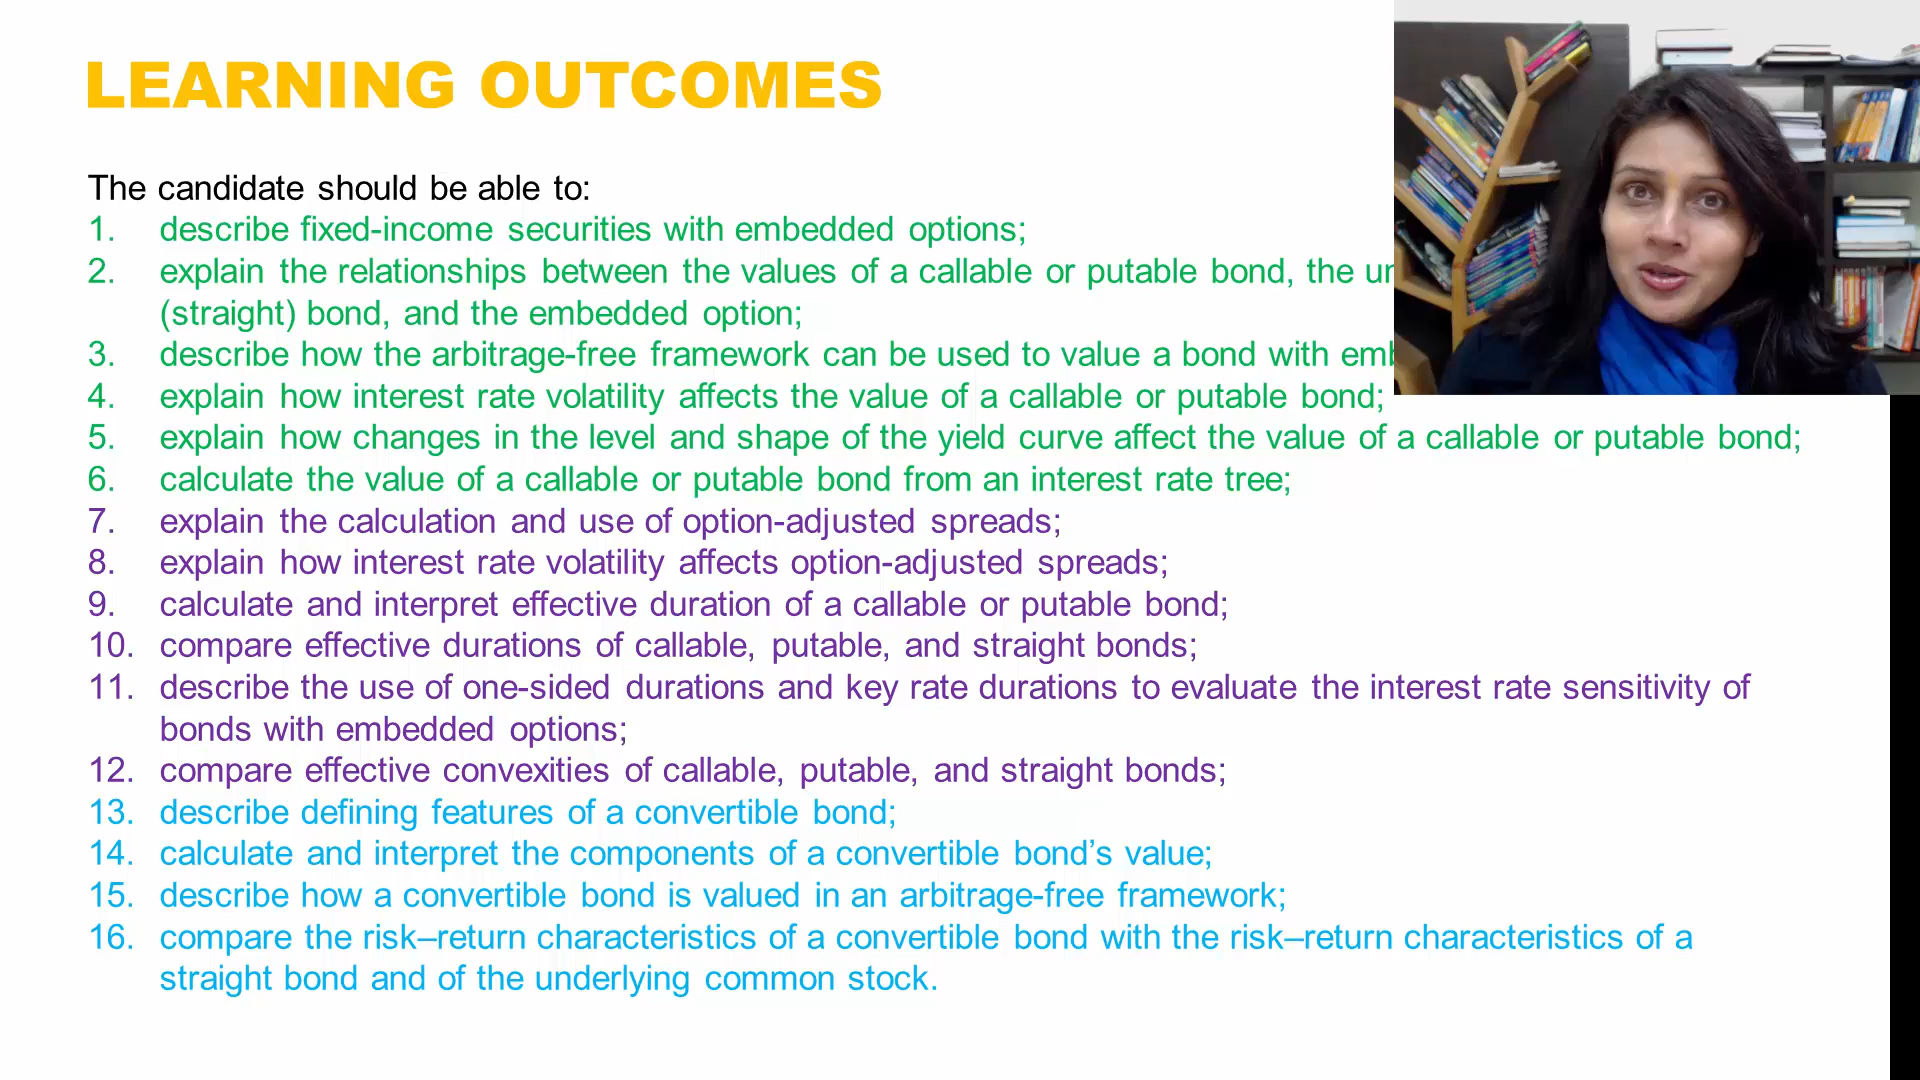 LEARNING OUTCOMES
The candidate should be able to:
1. describe fixed-income securities with embedded options;
2. explain the relationships between the values of a callable or putable bond, the
(straight) bond, and the embedded option;
3. describe how the arbitrage-free framework can be used to value a bond with
4. explain how interest rate volatility affects the value of a callable or putable bond;
5. explain how changes in the level and shape of the yield curve affect the value of a callable or putable bond;
6. calculate the value of a callable or putable bond from an interest rate tree;
7. explain the calculation and use of option-adjusted spreads;
8. explain how interest rate volatility affects option-adjusted spreads;
9. calculate and interpret effective duration of a callable or putable bond;
10. compare effective durations of callable, putable, and straight bonds;
11. describe the use of one-sided durations and key rate durations to evaluate the interest rate sensitivity of
bonds with embedded options;
12. compare effective convexities of callable, putable, and straight bonds;
13. describe defining features of a convertible bond;
14. calculate and interpret the components of a convertible bond’s value;
15. describe how a convertible bond is valued in an arbitrage-free framework;
16. compare the risk–return characteristics of a convertible bond with the risk–return characteristics of a
straight bond and of the underlying common stock.